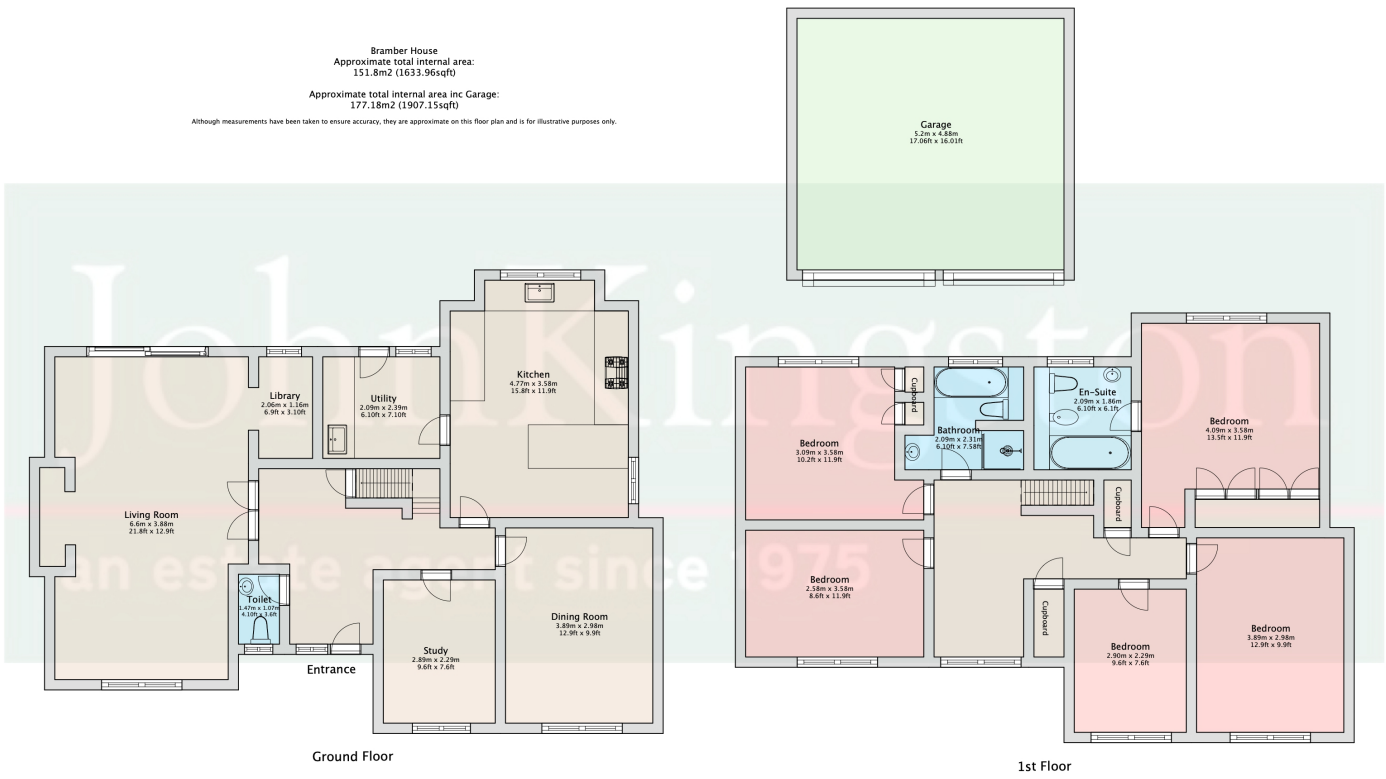 Bramber House
Approximate total internal area:
151.8m2 (1633.96sqft)
Approximate total internal area inc Garage:
177.18m2 (1907.15sqft)
Although measurements have been taken to ensure accuracy, they are approximate on this floor plan and is for illustrative purposes only.
Garage
5.2m x 4.88m
17.06ft x 16.01ft
John Kingston
an estate agent since 1975
Kitchen
4.77m x 3.58m
15.8ft x 11.9ft
Library
2.06m x 1.16m
6.9ft x 3.10ft
Utility
2.09m x 2.39m
6.10ft x 7.10ft
Living Room
6.6m x 3.88m
21.8ft x 12.9ft
Toilet
1.47m x 1.07m
4.10ft x 3.6ft
Dining Room
3.89m x 2.98m
12.9ft x 9.9ft
Study
2.89m x 2.29m
9.6ft x 7.6ft
Entrance
Ground Floor
Cupboard
En-Suite
2.09m x 1.86m
6.10ft x 6.1ft
Bedroom
4.09m x 3.58m
13.5ft x 11.9ft
Bathroom
2.09m x 2.31m
6.10ft x 7.58ft
Bedroom
3.09m x 3.58m
10.2ft x 11.9ft
Cupboard
Bedroom
2.58m x 3.58m
8.6ft x 11.9ft
Cupboard
Bedroom
3.89m x 2.98m
12.9ft x 9.9ft
Bedroom
2.90m x 2.29m
9.6ft x 7.6ft
1st Floor